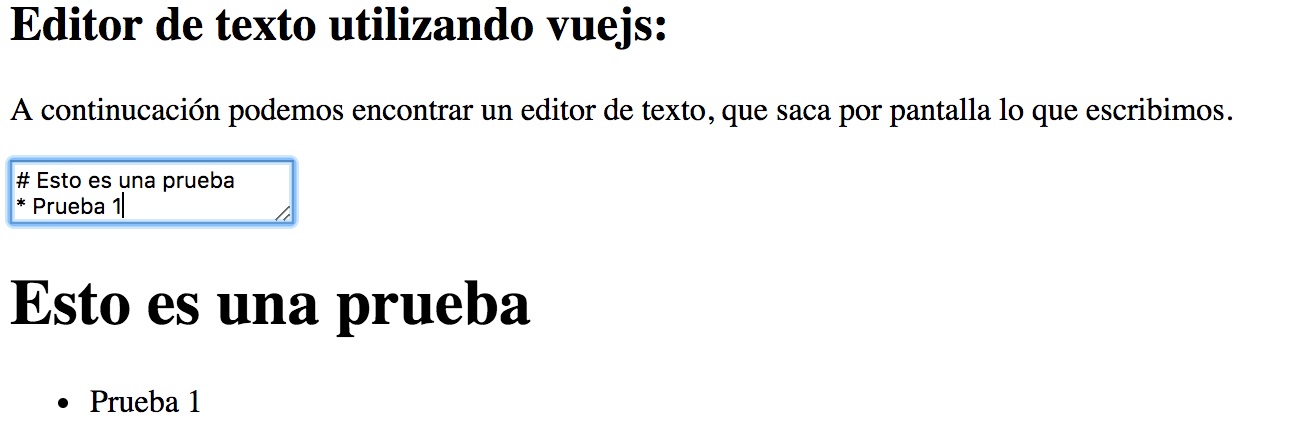 Editor de texto utilizando vuejs:
A continucación podemos encontrar un editor de texto, que saca por pantalla lo que escribimos.
# Esto es una prueba
* Prueba 1
Esto es una prueba
• Prueba 1